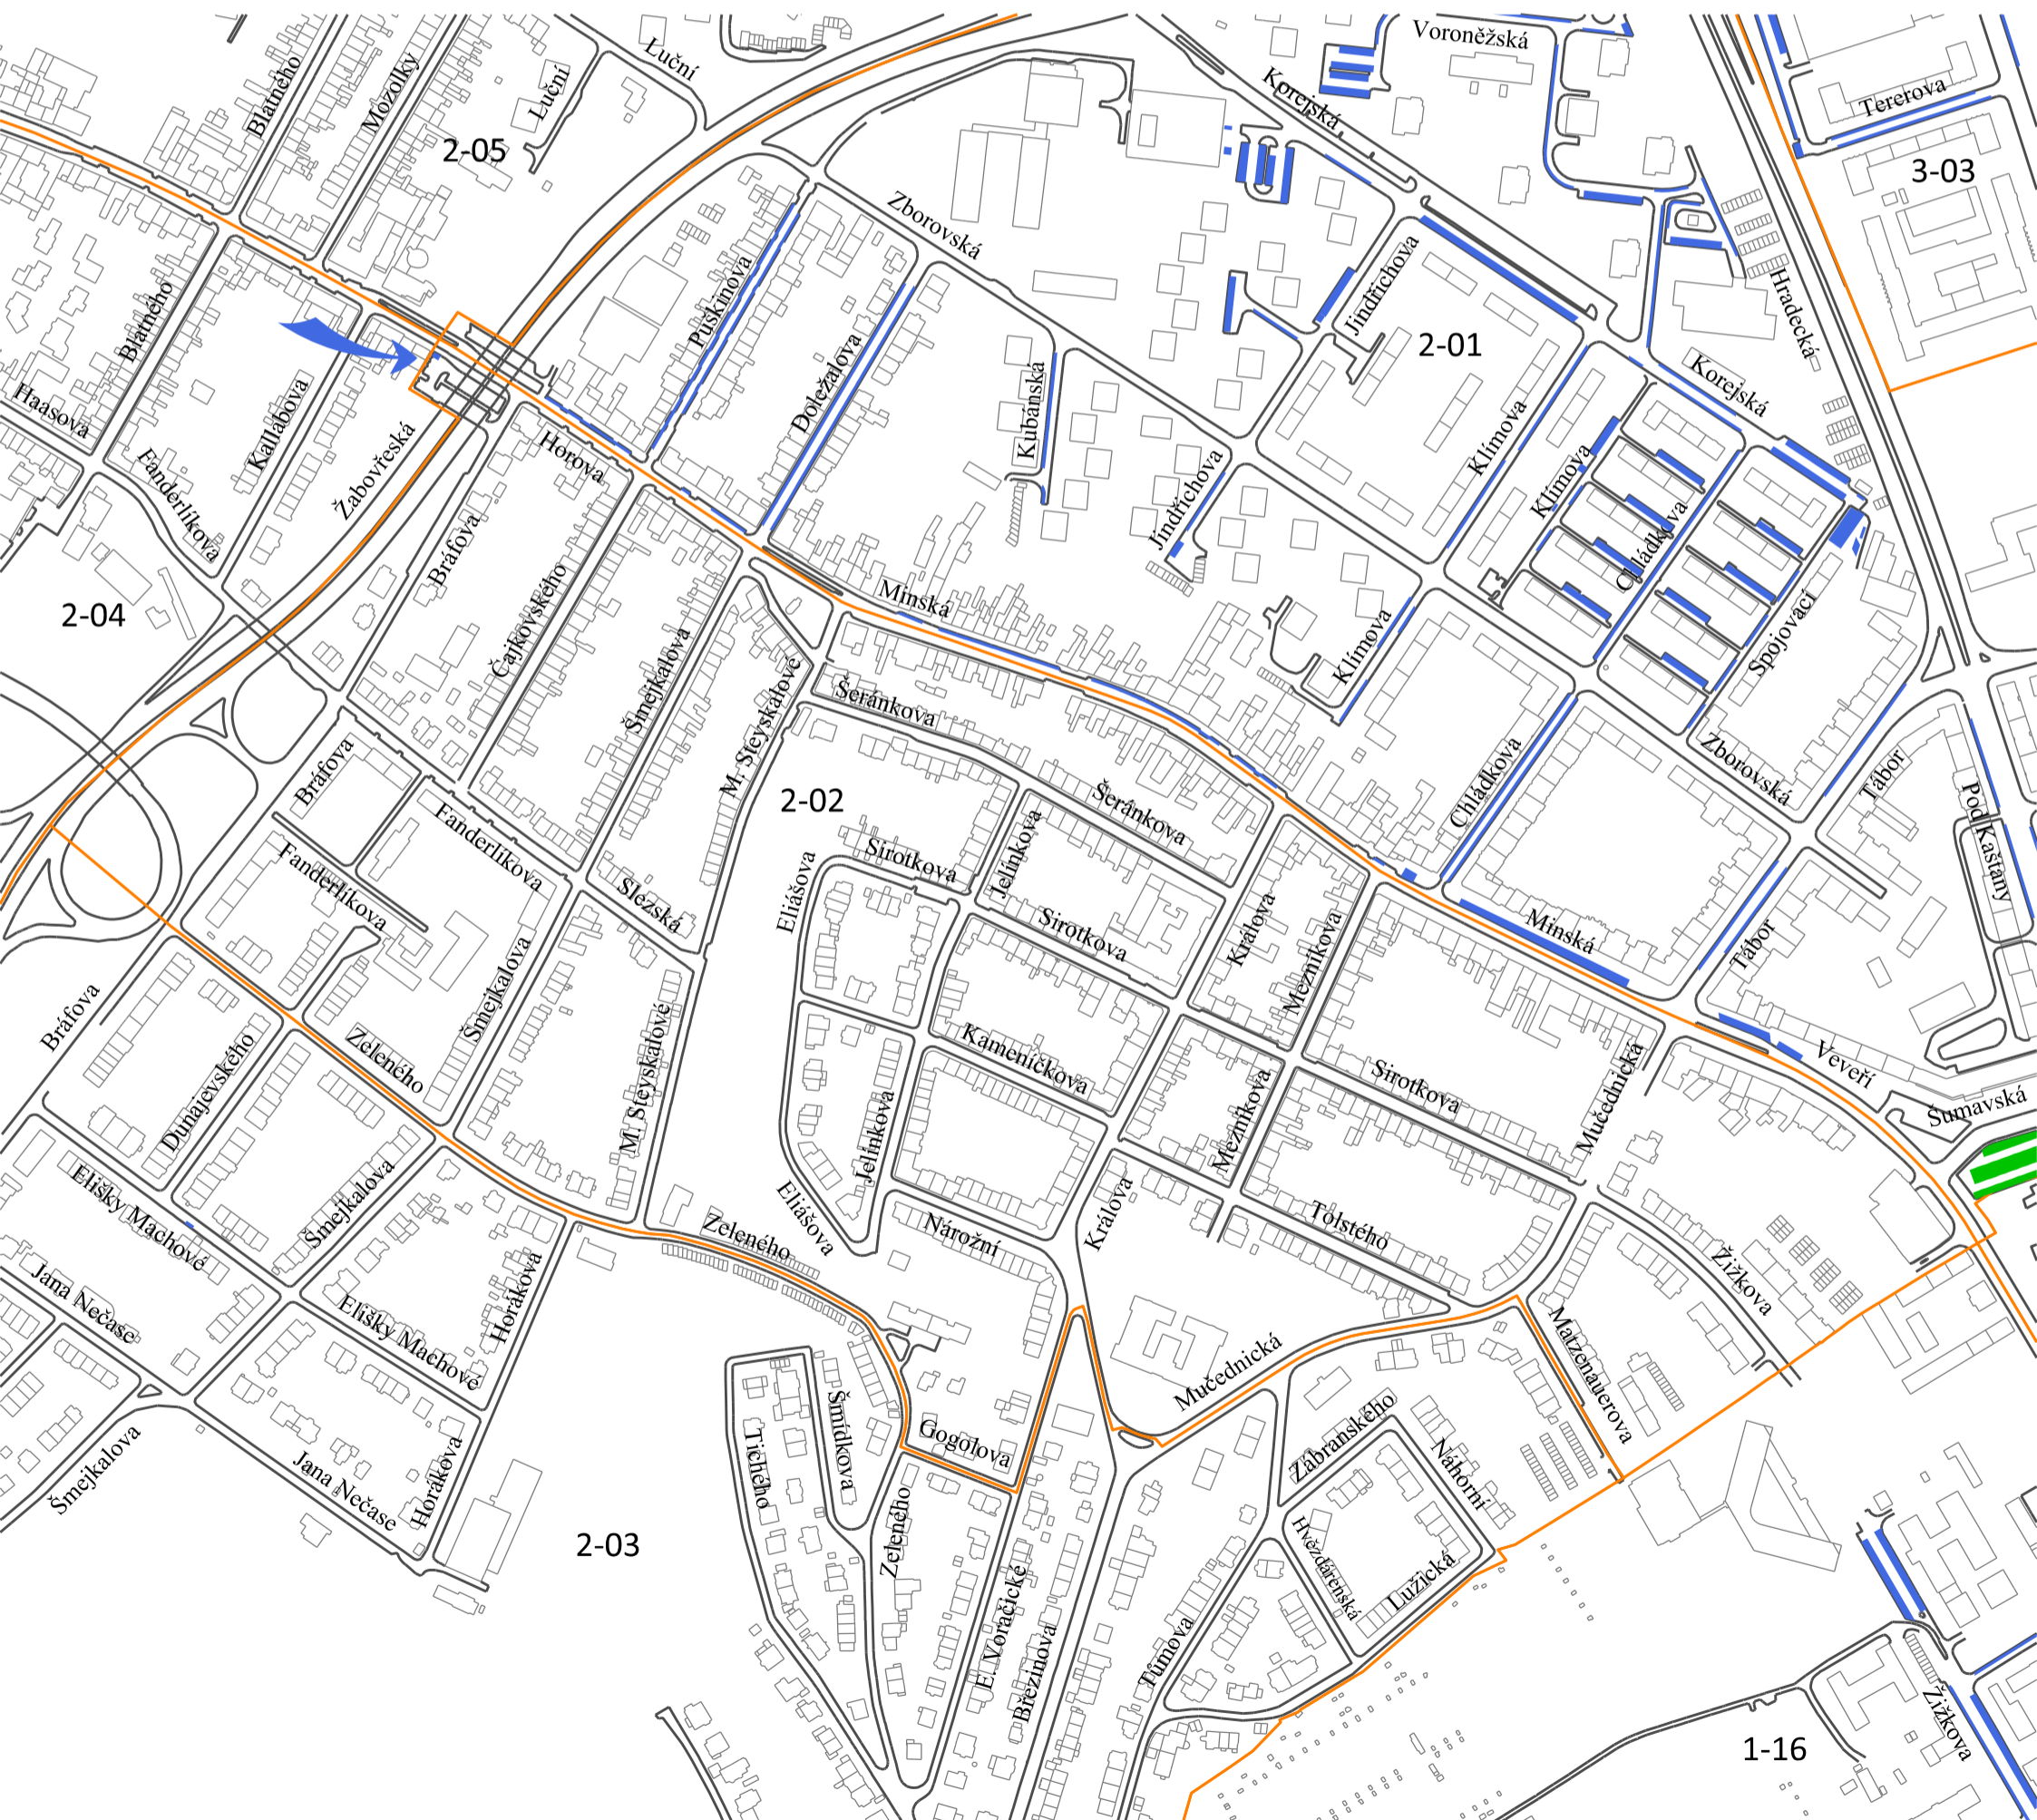 Voroněžská
Luční
Blatného
Mozolky
Luční
Korejská
Tererova
2-05
3-03
Zborovská
Puškinova
Jindřichova
Hradecká
Blatného
2-01
Doležalova
Korejská
Haasova
Kallabova
Kubánská
Klímova
Horova
Žabovřeská
Klímova
Fanderlíkova
Jindřichova
Bráfova
Chládkova
2-04
Minská
Čajkovského
Klímova
Spojovací
Šmejkalova
M. Steyskalové
Šeránkova
Zborovská
Bráfova
Tábor
2-02
Šeránkova
Chládkova
Pod Kaštany
Fanderlíkova
Jelínkova
Sirotkova
Fanderlíkova
Eliášova
Slezská
Králova
Sirotkova
Minská
Tábor
Mezníkova
Šmejkalova
Bráfova
Zeleného
Kameníčkova
Veveří
Dunajevského
M. Steyskalové
Sirotkova
Mučednická
Mezníkova
Šumavská
Jelínkova
Elišky Machové
Šmejkalova
Eliášova
Králova
Zeleného
Nárožní
Tolstého
Žižkova
Jana Nečase
Horákova
Elišky Machové
Mučednická
Matzenauerova
Šmídkova
Gogolova
Zábranského
Tichého
Náhorní
Šmejkalova
Jana Nečase
Horákova
Zeleného
2-03
Hvězdárenská
Lužická
E. Voračické
Březinova
Tůmova
Žižkova
1-16